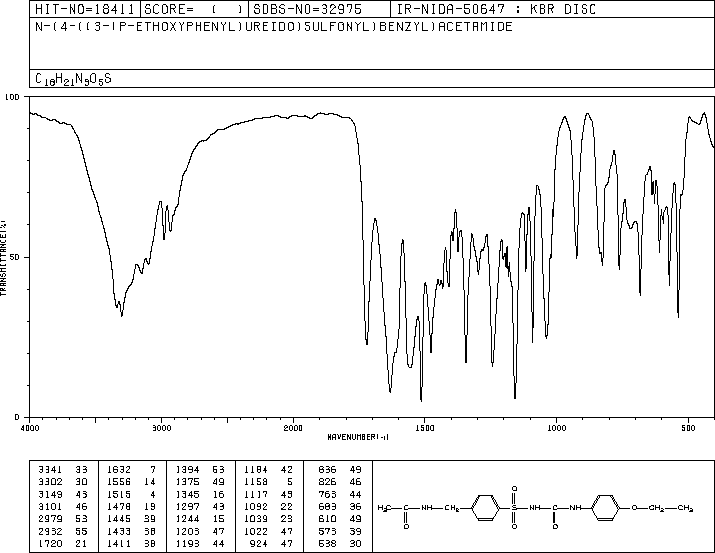 HIT-NO=18411 SCORE= ( ) SDBS-NO=32975 IR-NIDA-50647 : KBR DISC
N-(4-((3-(P-ETHOXYPHENYL)UREIDO)SULFONYL)BENZYL)ACETAMIDE
C18H21N3O5S
100
50
0
TRANSMITTANCE(%)
4000 3000 2000 1500 1000 500
WAVENUMBER(-1)
3341 33 1632 7 1394 53 1184 42 836 49
3302 30 1556 14 1375 49 1158 5 826 46
3149 43 1515 4 1345 16 1117 43 763 44
3101 46 1478 19 1297 43 1092 22 683 36
2979 53 1445 39 1244 15 1039 23 610 49
2932 55 1433 38 1203 47 1022 47 573 39
1720 21 1411 38 1193 44 924 47 538 30
O O
H3C C NH CH2 S NH C NH O CH2 CH3
O O